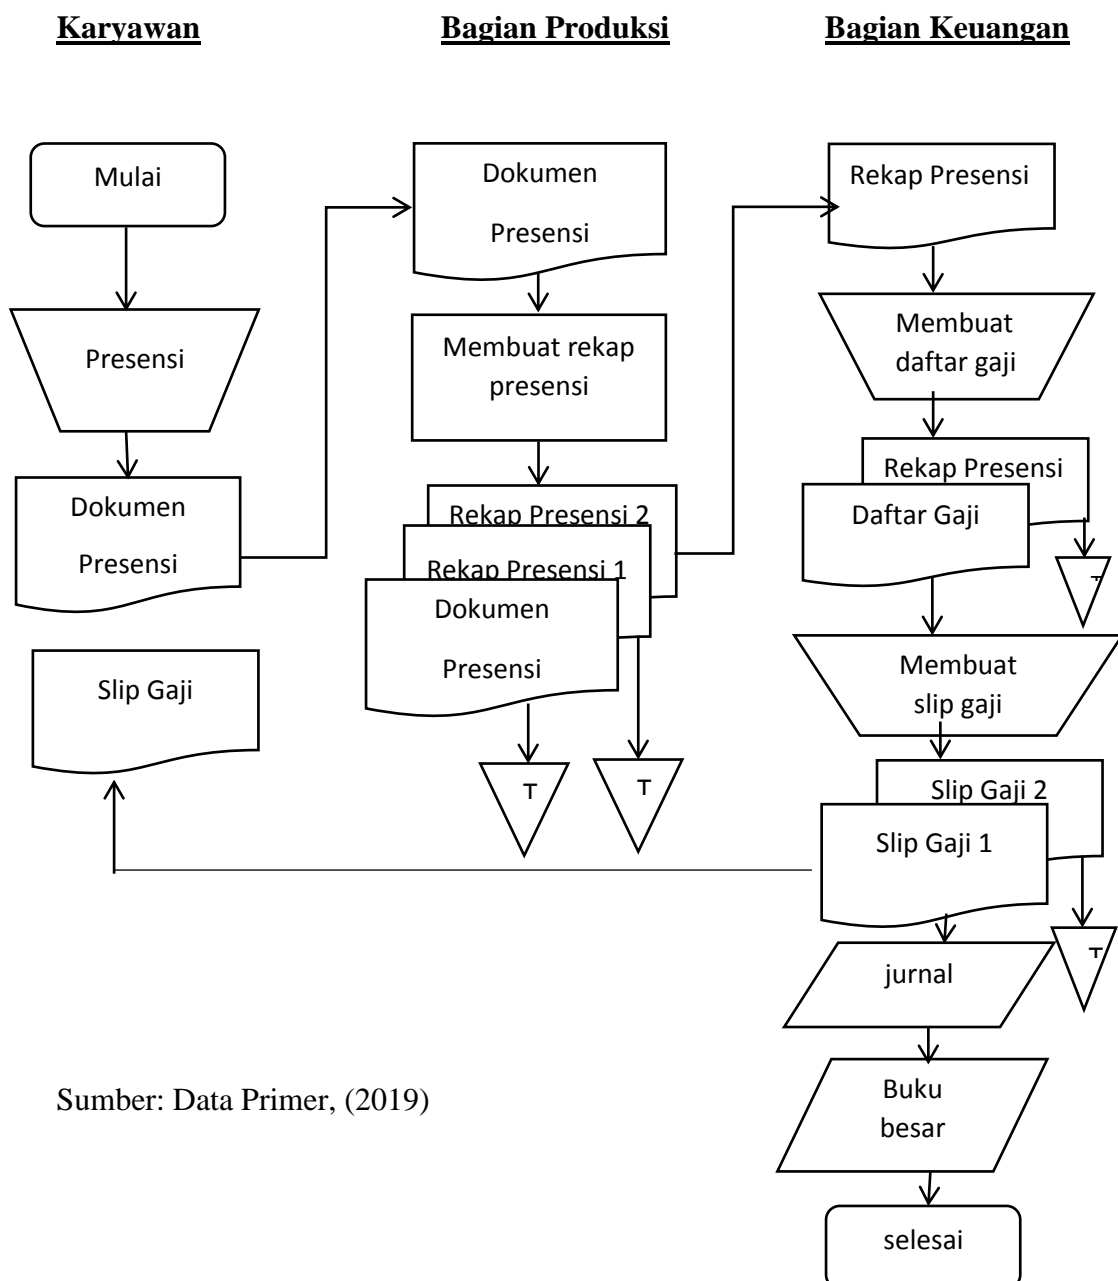 Karyawan
Bagian Produksi
Bagian Keuangan
Mulai
Presensi
Dokumen
Presensi
Slip Gaji
Dokumen
Presensi
Membuat rekap
presensi
Rekap Presensi 2
Rekap Presensi 1
Dokumen
Presensi
T
T
Rekap Presensi
Membuat
daftar gaji
Rekap Presensi
Daftar Gaji
T
Membuat
slip gaji
Slip Gaji 2
Slip Gaji 1
T
jurnal
Buku
besar
selesai
Sumber: Data Primer, (2019)